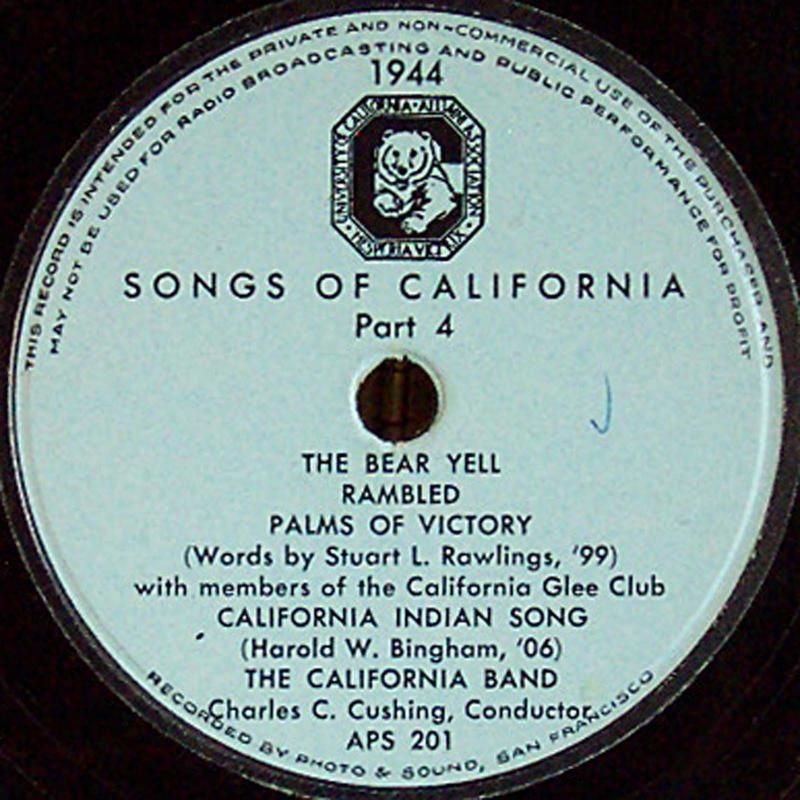 THIS RECORD IS INTENDED FOR THE PRIVATE AND NON-COMMERCIAL USE OF THE PURCHASER AND
MAY NOT BE USED FOR RADIO BROADCASTING AND PUBLIC PERFORMANCE FOR PROFIT
1944
UNIVERSITY OF CALIFORNIA · ALUMNI ASSOCIATION
· HESPERIA VICTRIX ·
SONGS OF CALIFORNIA
Part 4
THE BEAR YELL
RAMBLED
PALMS OF VICTORY
(Words by Stuart L. Rawlings, '99)
with members of the California Glee Club
CALIFORNIA INDIAN SONG
(Harold W. Bingham, '06)
THE CALIFORNIA BAND
Charles C. Cushing, Conductor
APS 201
RECORDED BY PHOTO & SOUND, SAN FRANCISCO